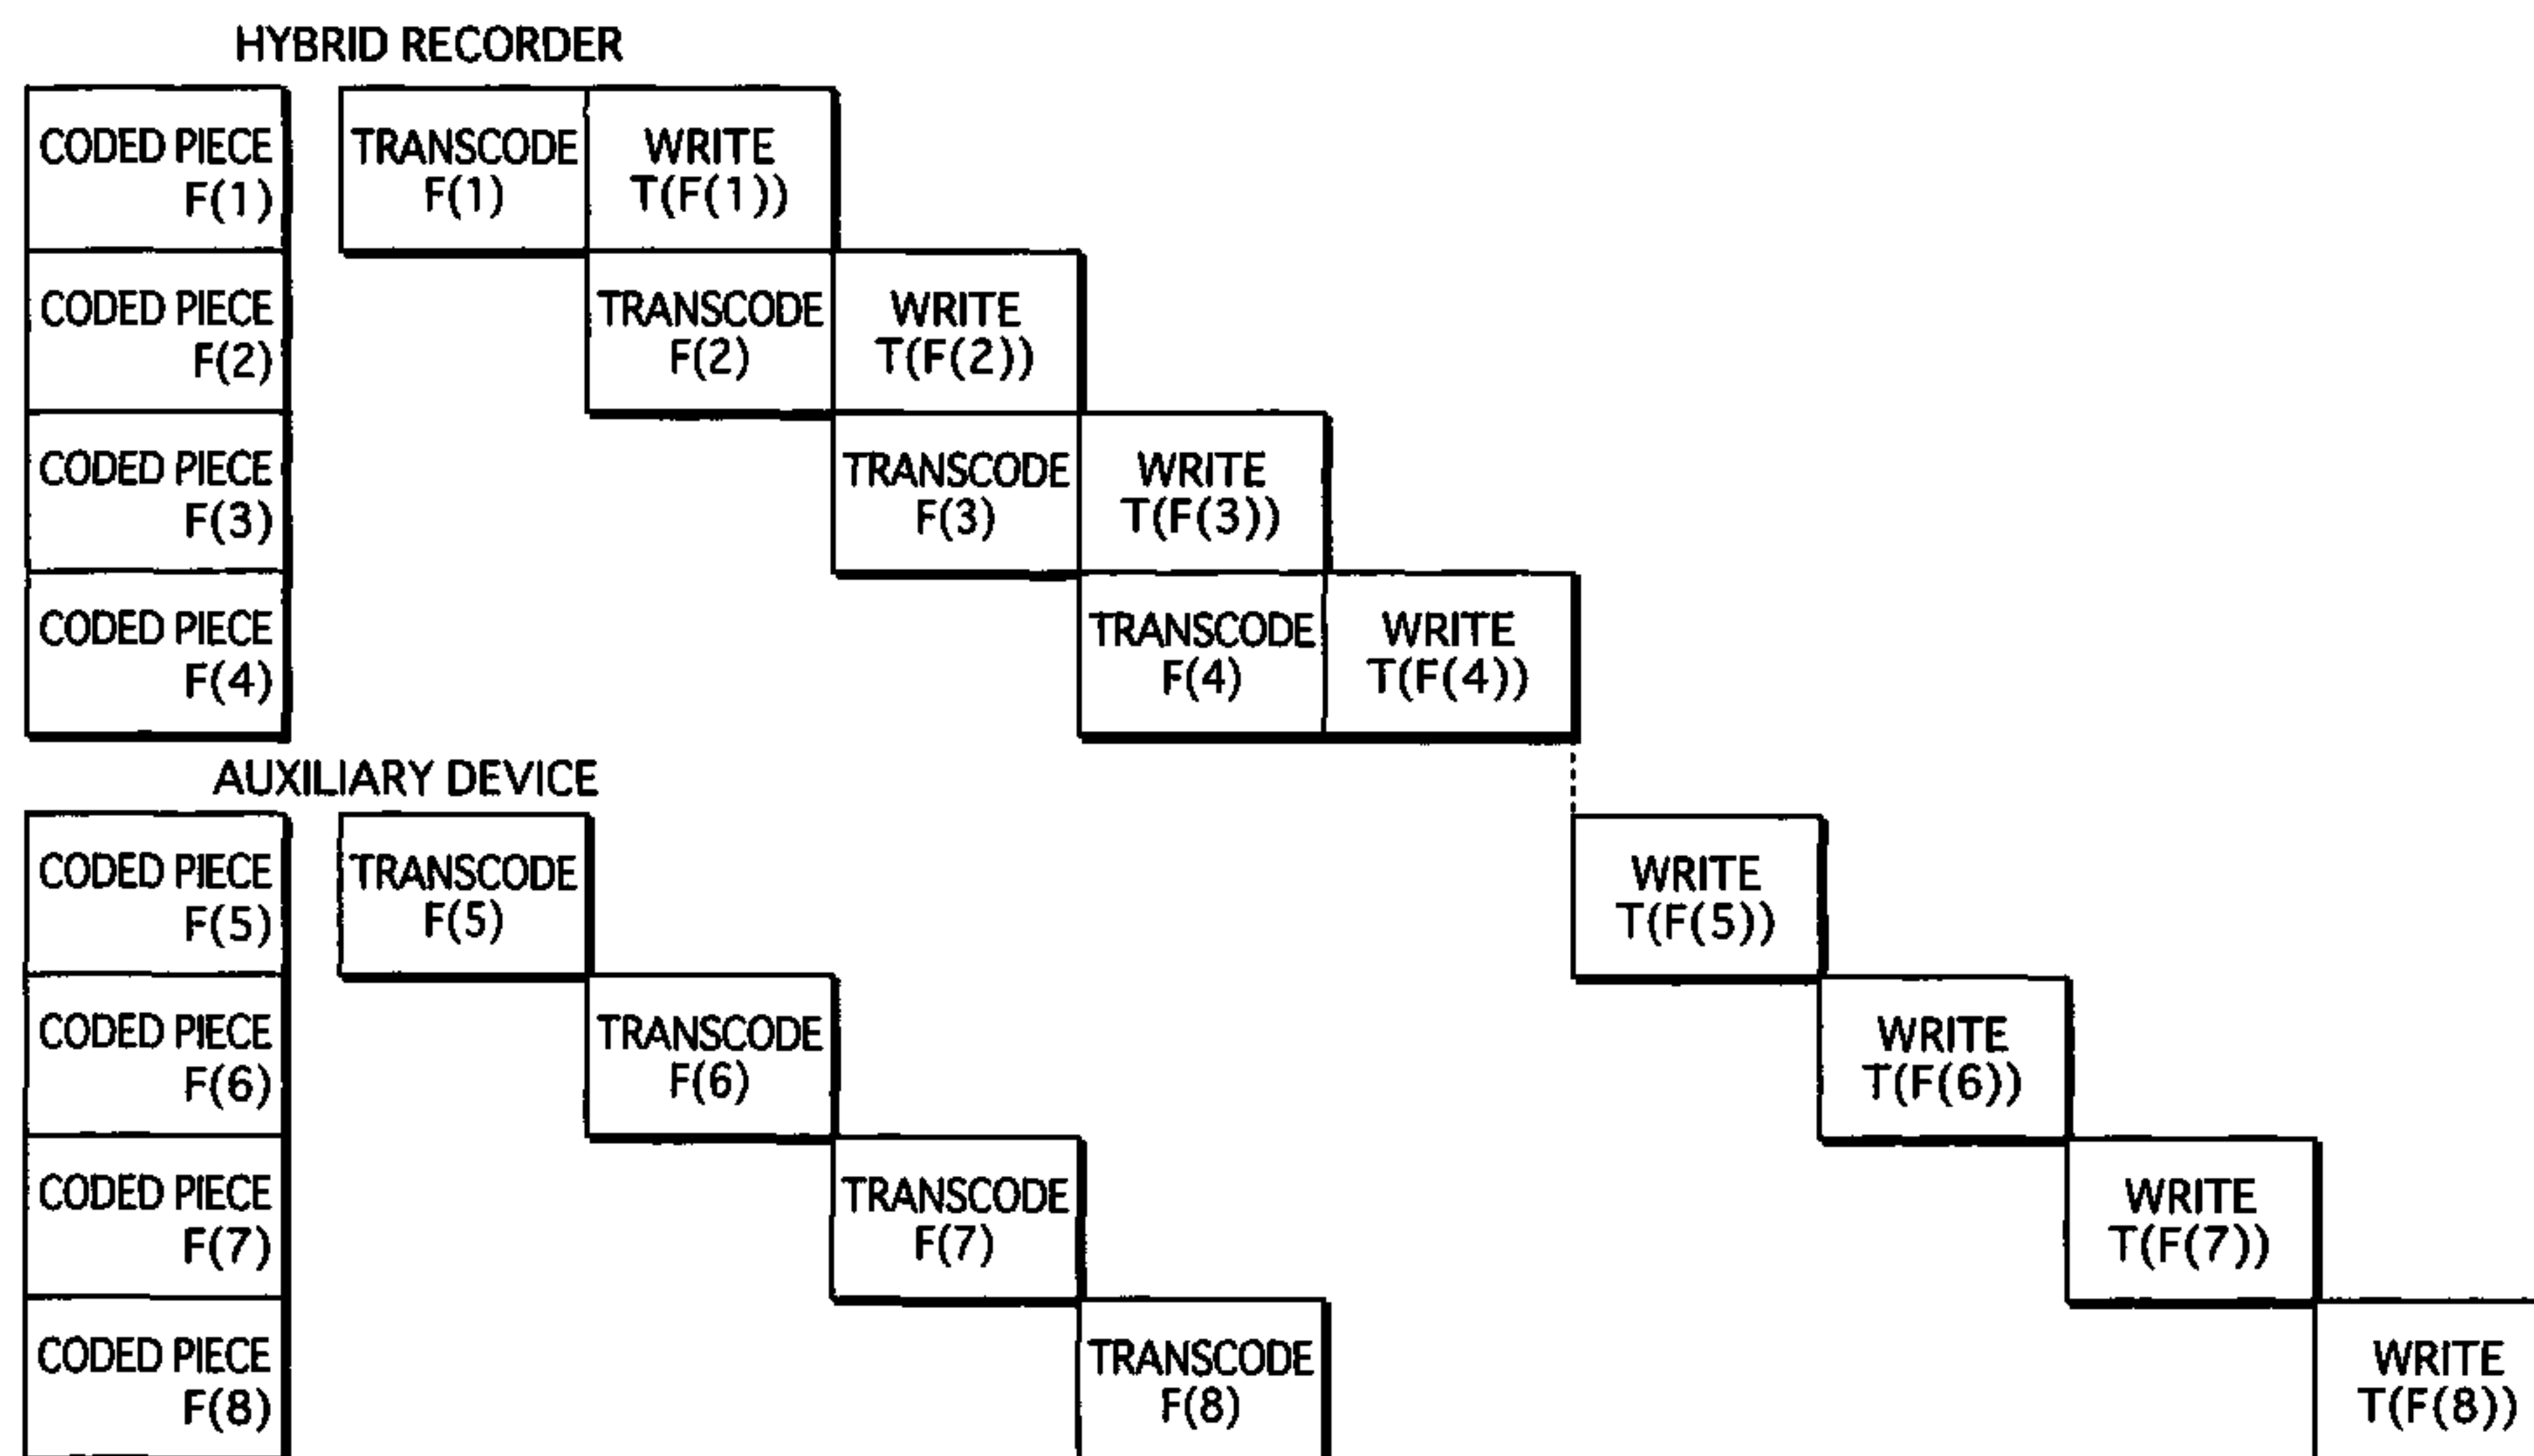 HYBRID RECORDER
CODED PIECE
F(1)
TRANSCODE
F(1)
WRITE
T(F(1))
CODED PIECE
F(2)
TRANSCODE
F(2)
WRITE
T(F(2))
CODED PIECE
F(3)
TRANSCODE
F(3)
WRITE
T(F(3))
CODED PIECE
F(4)
TRANSCODE
F(4)
WRITE
T(F(4))
AUXILIARY DEVICE
CODED PIECE
F(5)
TRANSCODE
F(5)
WRITE
T(F(5))
CODED PIECE
F(6)
TRANSCODE
F(6)
WRITE
T(F(6))
CODED PIECE
F(7)
TRANSCODE
F(7)
WRITE
T(F(7))
CODED PIECE
F(8)
TRANSCODE
F(8)
WRITE
T(F(8))